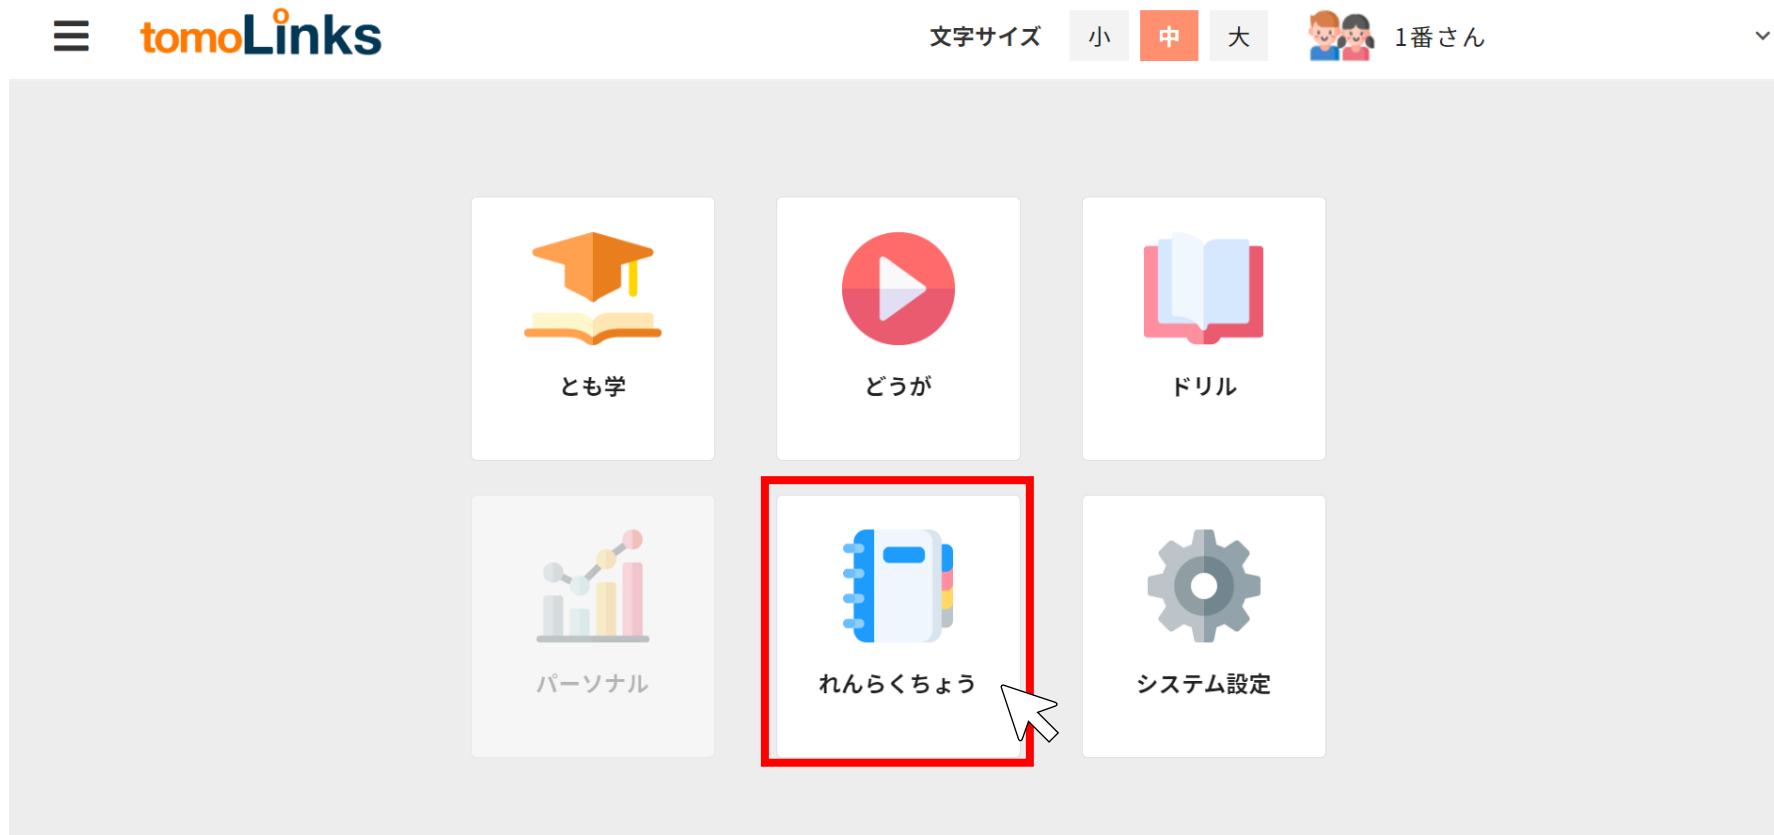 tomoLinks
文字サイズ 小 中 大 1番さん
とも学 どうが ドリル
パーソナル れんらくちょう システム設定